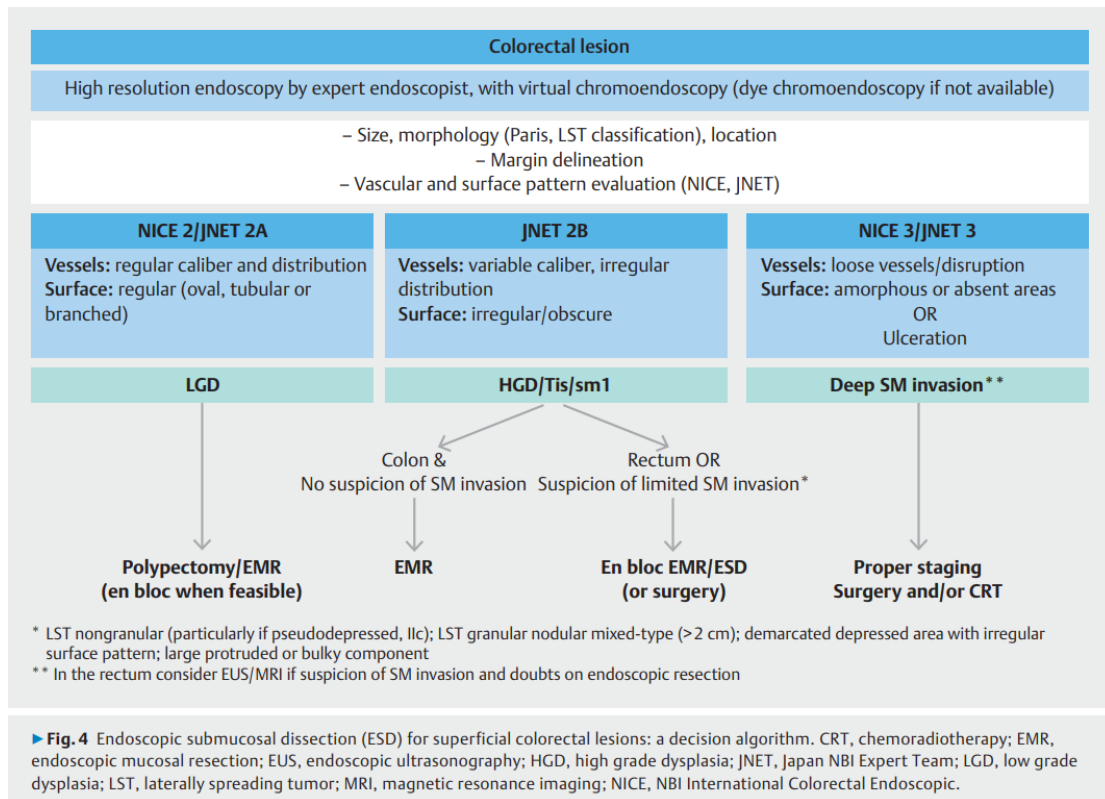 Colorectal lesion
High resolution endoscopy by expert endoscopist, with virtual chromoendoscopy (dye chromoendoscopy if not available)
– Size, morphology (Paris, LST classification), location
– Margin delineation
– Vascular and surface pattern evaluation (NICE, JNET)
NICE 2/JNET 2A
Vessels: regular caliber and distribution
Surface: regular (oval, tubular or
branched)
JNET 2B
Vessels: variable caliber, irregular
distribution
Surface: irregular/obscure
NICE 3/JNET 3
Vessels: loose vessels/disruption
Surface: amorphous or absent areas
OR
Ulceration
LGD
HGD/Tis/sm1
Deep SM invasion**
Colon &
No suspicion of SM invasion
Rectum OR
Suspicion of limited SM invasion*
Polypectomy/EMR
(en bloc when feasible)
EMR
En bloc EMR/ESD
(or surgery)
Proper staging
Surgery and/or CRT
* LST nongranular (particularly if pseudodepressed, IIc); LST granular nodular mixed-type (>2 cm); demarcated depressed area with irregular
surface pattern; large protruded or bulky component
** In the rectum consider EUS/MRI if suspicion of SM invasion and doubts on endoscopic resection
►Fig. 4 Endoscopic submucosal dissection (ESD) for superficial colorectal lesions: a decision algorithm. CRT, chemoradiotherapy; EMR,
endoscopic mucosal resection; EUS, endoscopic ultrasonography; HGD, high grade dysplasia; JNET, Japan NBI Expert Team; LGD, low grade
dysplasia; LST, laterally spreading tumor; MRI, magnetic resonance imaging; NICE, NBI International Colorectal Endoscopic.